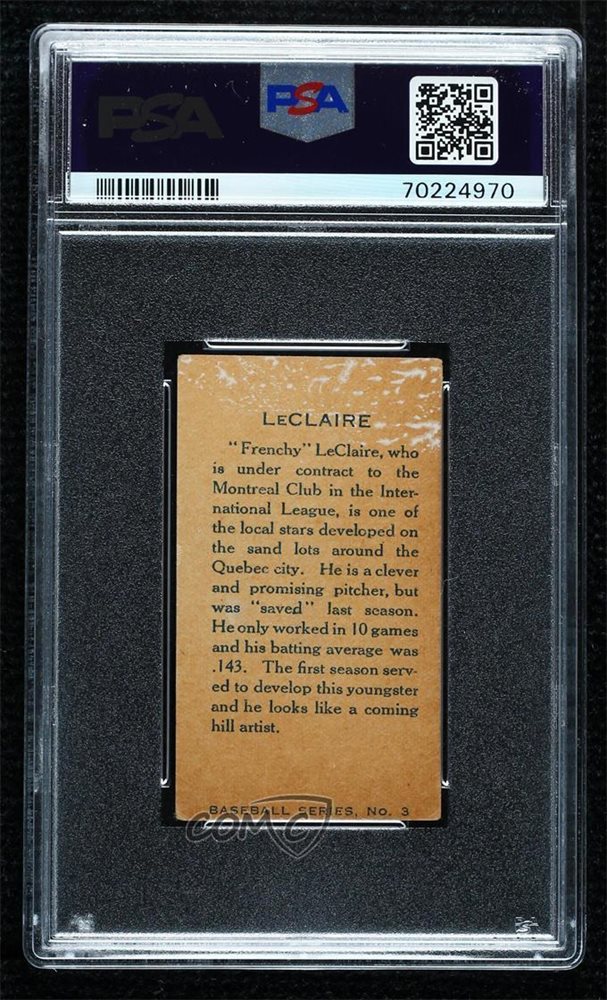 PSA
PSA
70224970
LECLAIRE
"Frenchy" LeClaire, who
is under contract to the
Montreal Club in the Inter-
national League, is one of
the local stars developed on
the sand lots around the
Quebec city. He is a clever
and promising pitcher, but
was "saved" last season.
He only worked in 10 games
and his batting average was
.143. The first season serv-
ed to develop this youngster
and he looks like a coming
hill artist.
BASEBALL SERIES, No. 3
COMC